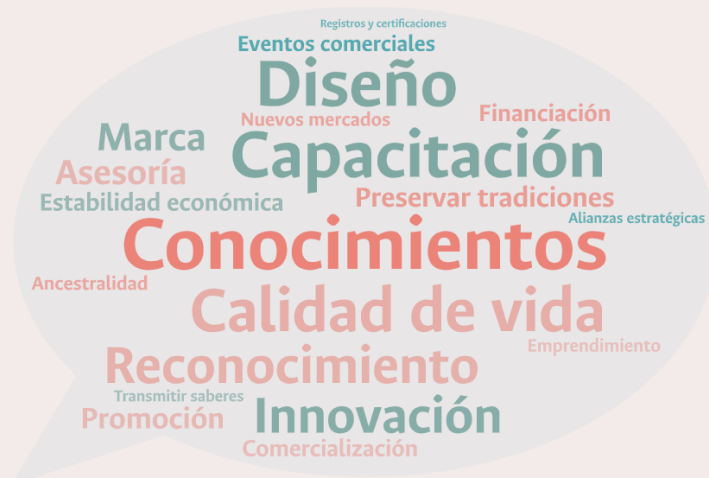 Registros y certificaciones
Eventos comerciales
Diseño
Financiación
Nuevos mercados
Marca
Capacitación
Asesoría
Preservar tradiciones
Estabilidad económica
Alianzas estratégicas
Conocimientos
Ancestralidad
Calidad de vida
Emprendimiento
Reconocimiento
Transmitir saberes
Promoción
Innovación
Comercialización